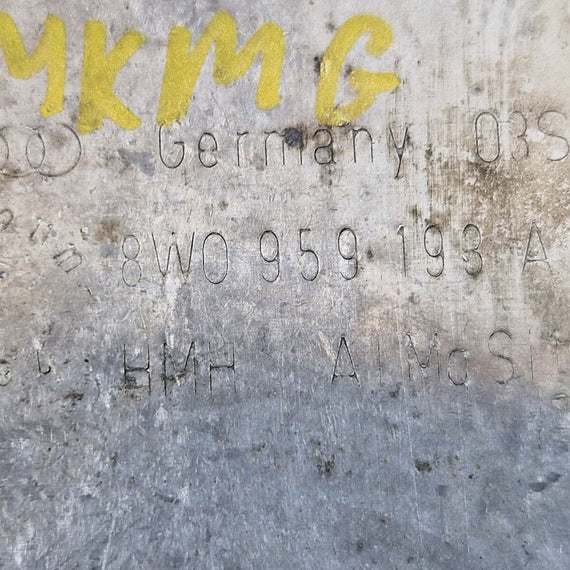 MKMG
Germany 03S
8W0 959 193 A
HMH AlMgSi